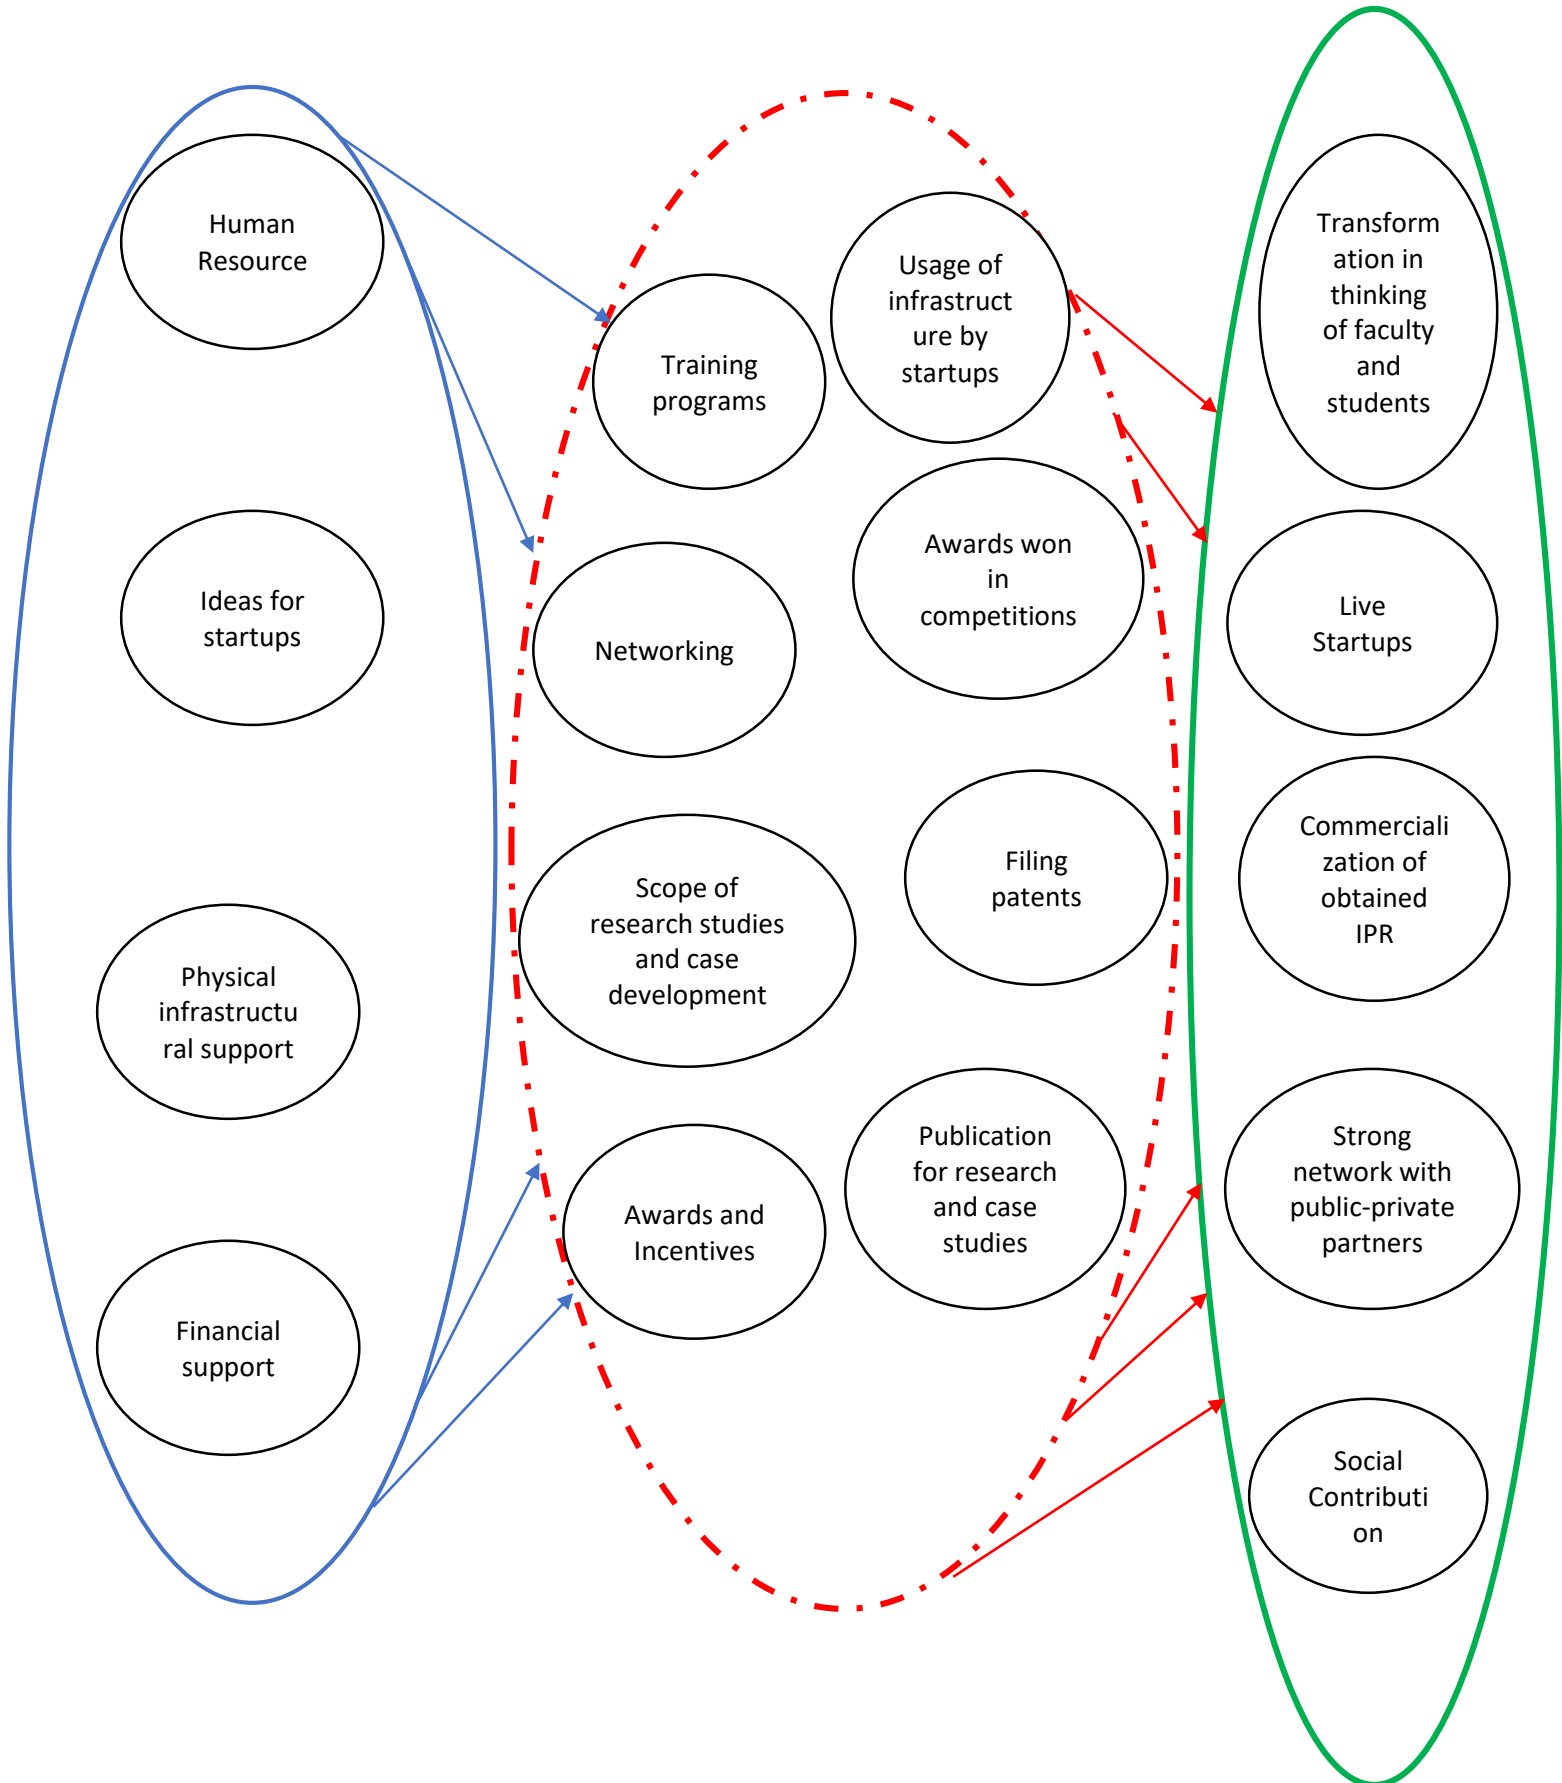 Human
Resource
Ideas for
startups
Physical
infrastructu
ral support
Financial
support
Training
programs
Networking
Scope of
research studies
and case
development
Awards and
Incentives
Usage of
infrastruct
ure by
startups
Awards won
in
competitions
Filing
patents
Publication
for research
and case
studies
Transform
ation in
thinking
of faculty
and
students
Live
Startups
Commerciali
zation of
obtained
IPR
Strong
network with
public-private
partners
Social
Contributi
on